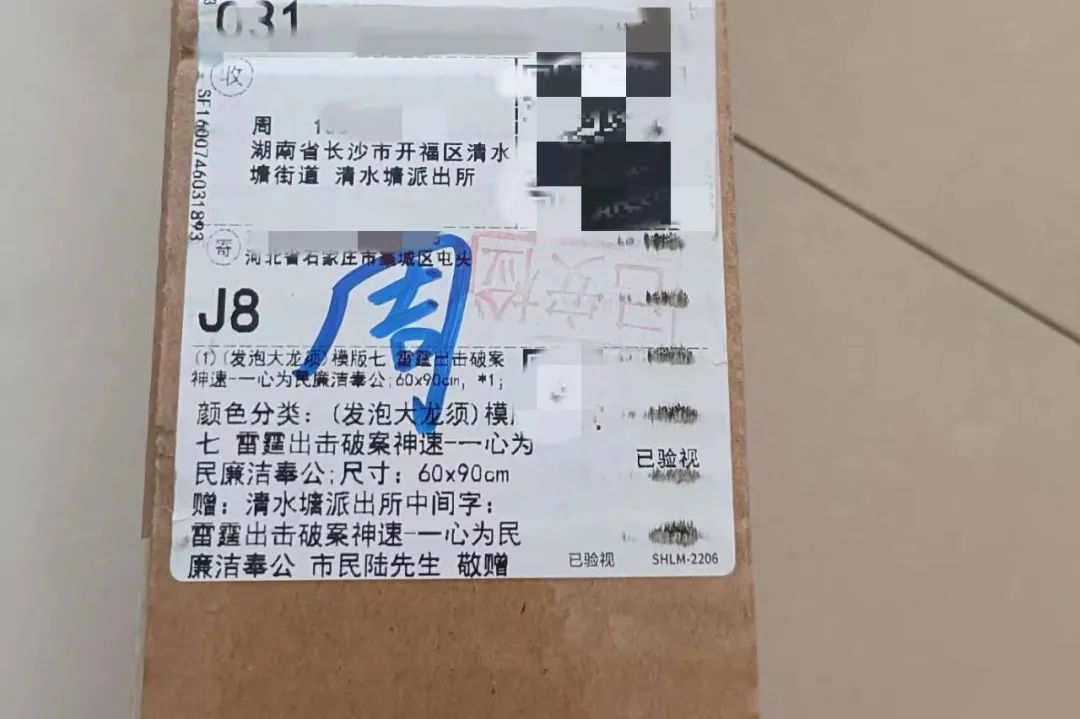 031
收
周
湖南省长沙市开福区清水
塘街道 清水塘派出所
SF1600746031893
寄
河北省石家庄市藁城区屯头
已安检
J8
周
(1)(发泡大龙须)模版七 雷霆出击破案
神速-一心为民廉洁奉公;60x90cm, *1;
颜色分类: (发泡大龙须)模
七 雷霆出击破案神速-一心为
民廉洁奉公;尺寸: 60x90cm
已验视
赠: 清水塘派出所中间字:
雷霆出击破案神速-一心为民
廉洁奉公 市民陆先生 敬赠
已验视 SHLM-2206